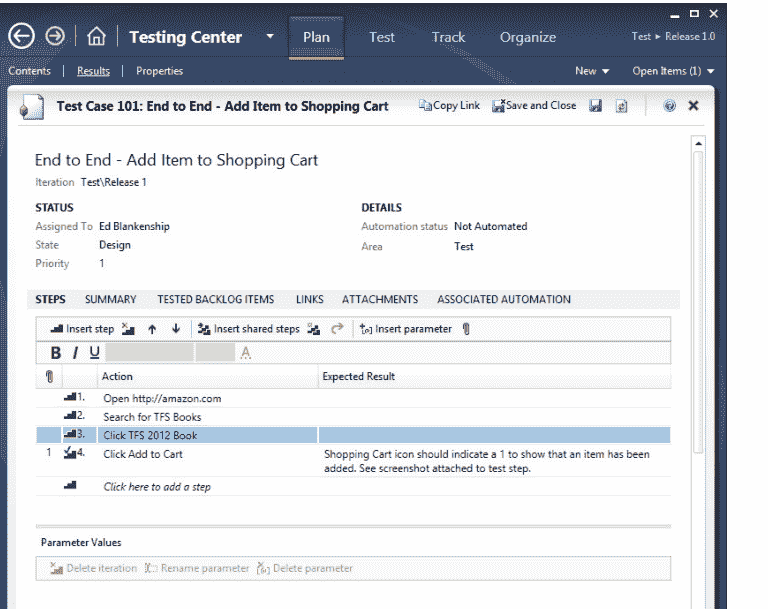 Testing Center Plan Test Track Organize Test ▸ Release 1.0
Contents | Results | Properties New Open Items (1)
Test Case 101: End to End - Add Item to Shopping Cart Copy Link Save and Close
End to End - Add Item to Shopping Cart
Iteration Test\Release 1
STATUS DETAILS
Assigned To Ed Blankenship Automation status Not Automated
State Design Area Test
Priority 1
STEPS SUMMARY TESTED BACKLOG ITEMS LINKS ATTACHMENTS ASSOCIATED AUTOMATION
Insert step Insert shared steps Insert parameter
B I U A
Action Expected Result
1. Open http://amazon.com
2. Search for TFS Books
3. Click TFS 2012 Book
1 4. Click Add to Cart Shopping Cart icon should indicate a 1 to show that an item has been
added. See screenshot attached to test step.
Click here to add a step
Parameter Values
Delete iteration Rename parameter Delete parameter